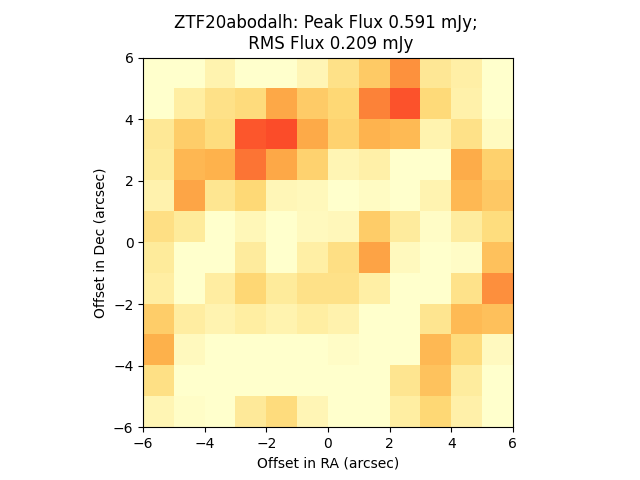 ZTF20abodalh: Peak Flux 0.591 mJy;
RMS Flux 0.209 mJy
6
4
2
0
−2
−4
−6
Offset in Dec (arcsec)
−6 −4 −2 0 2 4 6
Offset in RA (arcsec)